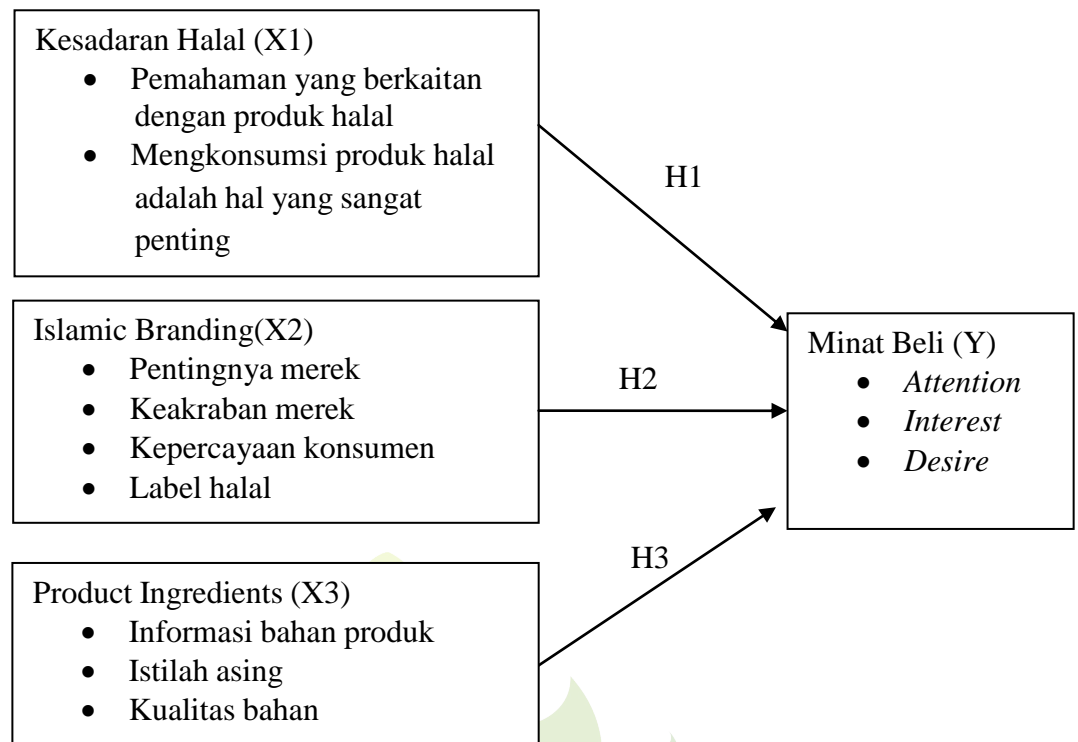 Kesadaran Halal (X1)
• Pemahaman yang berkaitan
dengan produk halal
• Mengkonsumsi produk halal
adalah hal yang sangat
penting
H1
Islamic Branding(X2)
• Pentingnya merek
• Keakraban merek
• Kepercayaan konsumen
• Label halal
H2
Minat Beli (Y)
• Attention
• Interest
• Desire
H3
Product Ingredients (X3)
• Informasi bahan produk
• Istilah asing
• Kualitas bahan